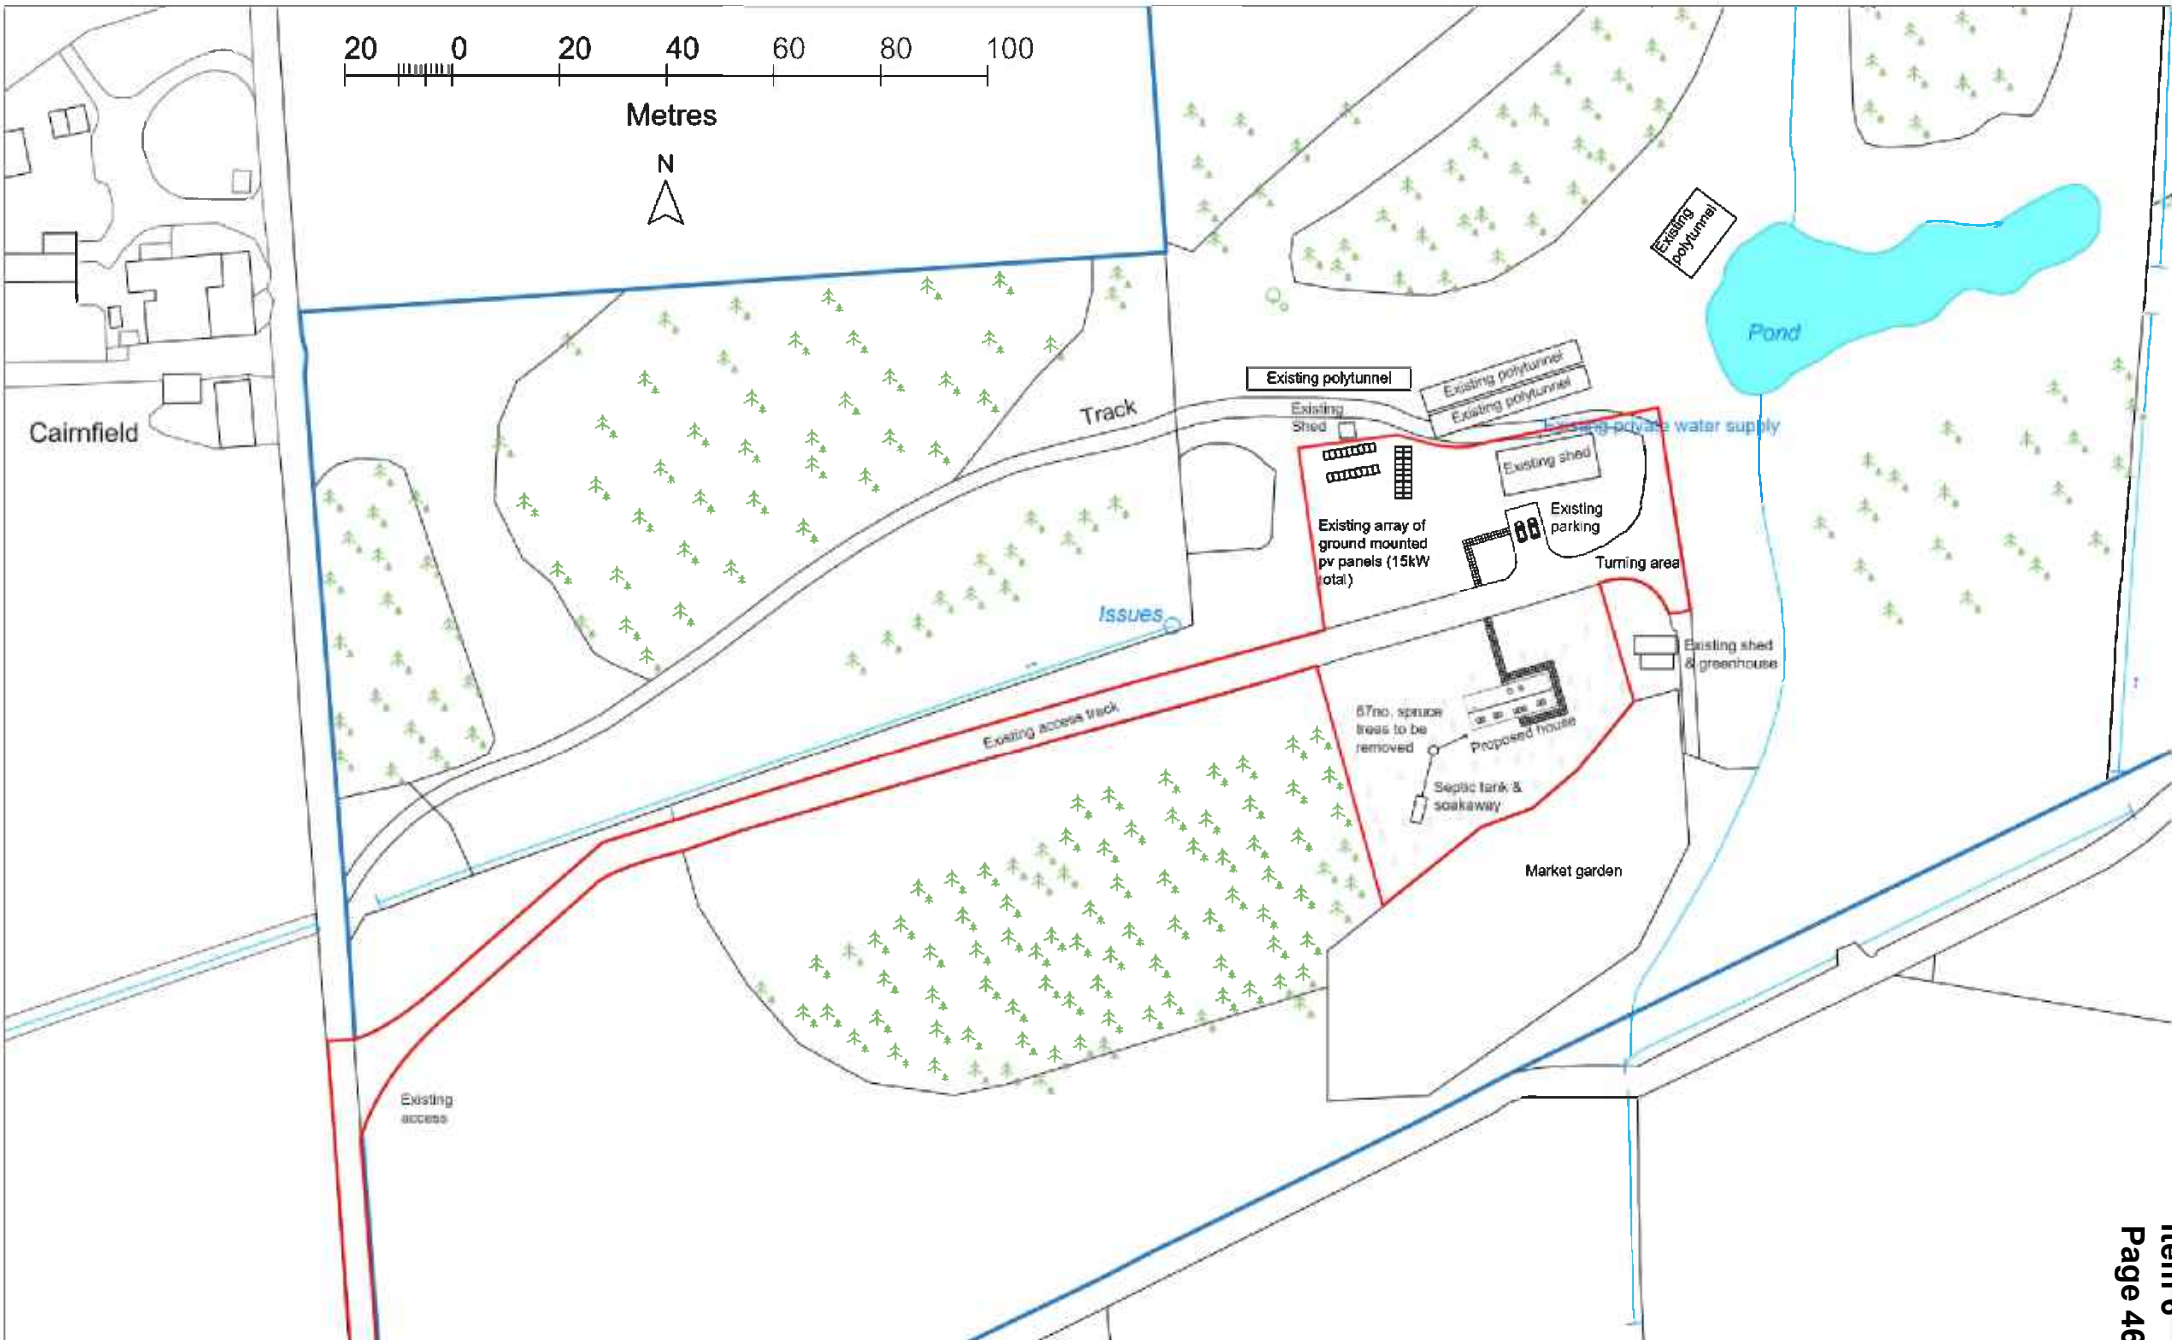 20 0 20 40 60 80 100
Metres
N
Existing
polytunnel
Pond
Existing polytunnel
Existing polytunnel
Existing polytunnel
Track
Existing
Shed
Existing private water supply
Cairnfield
Existing shed
Existing
parking
Existing array of
ground mounted
pv panels (15kW
total)
Turning area
Issues
Existing shed
& greenhouse
67no. spruce
trees to be
removed
Proposed house
Existing access track
Septic tank &
soakaway
Market garden
Existing
access
Page 46